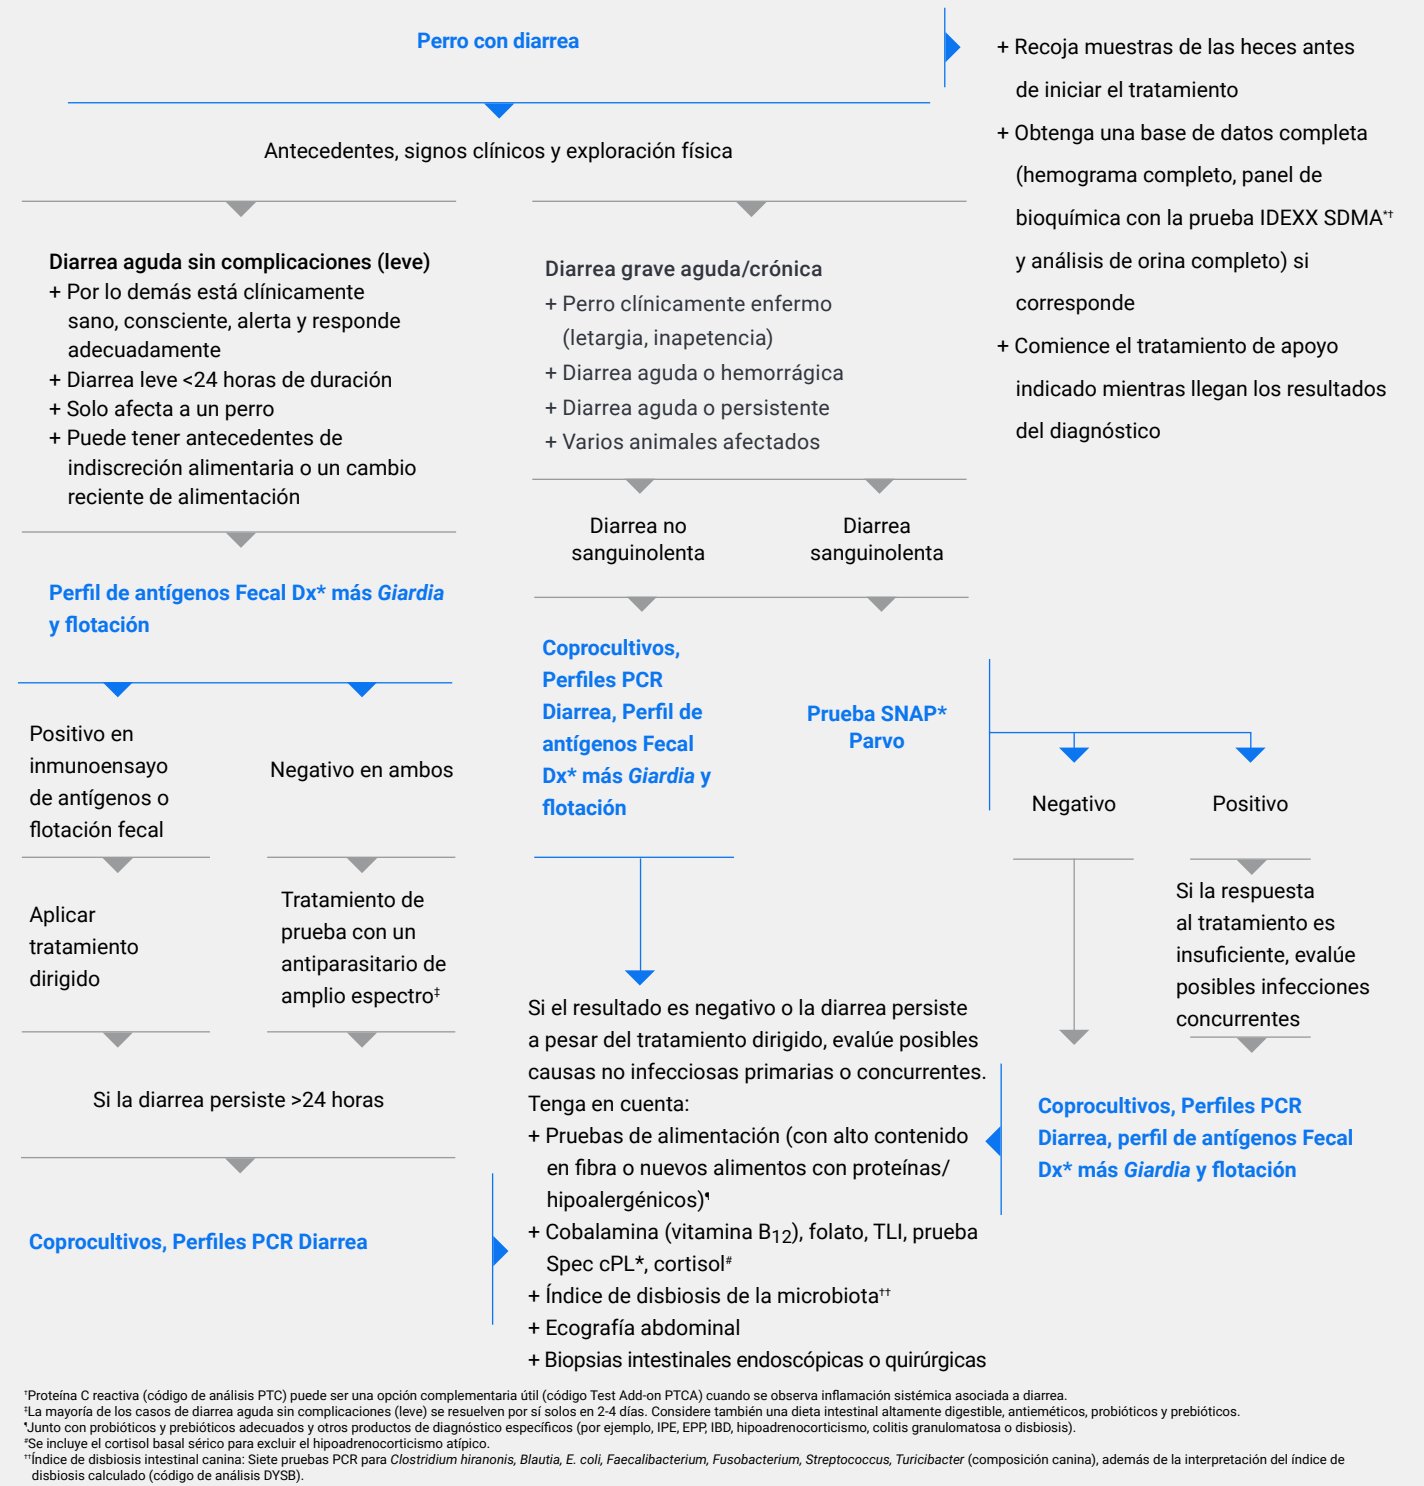 Perro con diarrea
+ Recoja muestras de las heces antes
de iniciar el tratamiento
+ Obtenga una base de datos completa
(hemograma completo, panel de
bioquímica con la prueba IDEXX SDMA*†
y análisis de orina completo) si
corresponde
+ Comience el tratamiento de apoyo
indicado mientras llegan los resultados
del diagnóstico
Antecedentes, signos clínicos y exploración física
Diarrea aguda sin complicaciones (leve)
+ Por lo demás está clínicamente
sano, consciente, alerta y responde
adecuadamente
+ Diarrea leve <24 horas de duración
+ Solo afecta a un perro
+ Puede tener antecedentes de
indiscreción alimentaria o un cambio
reciente de alimentación
Diarrea grave aguda/crónica
+ Perro clínicamente enfermo
(letargia, inapetencia)
+ Diarrea aguda o hemorrágica
+ Diarrea aguda o persistente
+ Varios animales afectados
Diarrea no
sanguinolenta
Diarrea
sanguinolenta
Perfil de antígenos Fecal Dx* más Giardia
y flotación
Positivo en
inmunoensayo
de antígenos o
flotación fecal
Negativo en ambos
Aplicar
tratamiento
dirigido
Tratamiento de
prueba con un
antiparasitario de
amplio espectro‡
Si la diarrea persiste >24 horas
Coprocultivos, Perfiles PCR Diarrea
Coprocultivos,
Perfiles PCR
Diarrea, Perfil de
antígenos Fecal
Dx* más Giardia y
flotación
Prueba SNAP*
Parvo
Negativo
Positivo
Si la respuesta
al tratamiento es
insuficiente, evalúe
posibles infecciones
concurrentes
Coprocultivos, Perfiles PCR
Diarrea, perfil de antígenos Fecal
Dx* más Giardia y flotación
Si el resultado es negativo o la diarrea persiste
a pesar del tratamiento dirigido, evalúe posibles
causas no infecciosas primarias o concurrentes.
Tenga en cuenta:
+ Pruebas de alimentación (con alto contenido
en fibra o nuevos alimentos con proteínas/
hipoalergénicos)¶
+ Cobalamina (vitamina B12), folato, TLI, prueba
Spec cPL*, cortisol#
+ Índice de disbiosis de la microbiota††
+ Ecografía abdominal
+ Biopsias intestinales endoscópicas o quirúrgicas
†Proteína C reactiva (código de análisis PTC) puede ser una opción complementaria útil (código Test Add-on PTCA) cuando se observa inflamación sistémica asociada a diarrea.
‡La mayoría de los casos de diarrea aguda sin complicaciones (leve) se resuelven por sí solos en 2-4 días. Considere también una dieta intestinal altamente digestible, antieméticos, probióticos y prebióticos.
¶Junto con probióticos y prebióticos adecuados y otros productos de diagnóstico específicos (por ejemplo, IPE, EPP, IBD, hipoadrenocorticismo, colitis granulomatosa o disbiosis).
#Se incluye el cortisol basal sérico para excluir el hipoadrenocorticismo atípico.
††Índice de disbiosis intestinal canina: Siete pruebas PCR para Clostridium hiranonis, Blautia, E. coli, Faecalibacterium, Fusobacterium, Streptococcus, Turicibacter (composición canina), además de la interpretación del índice de
disbiosis calculado (código de análisis DYSB).